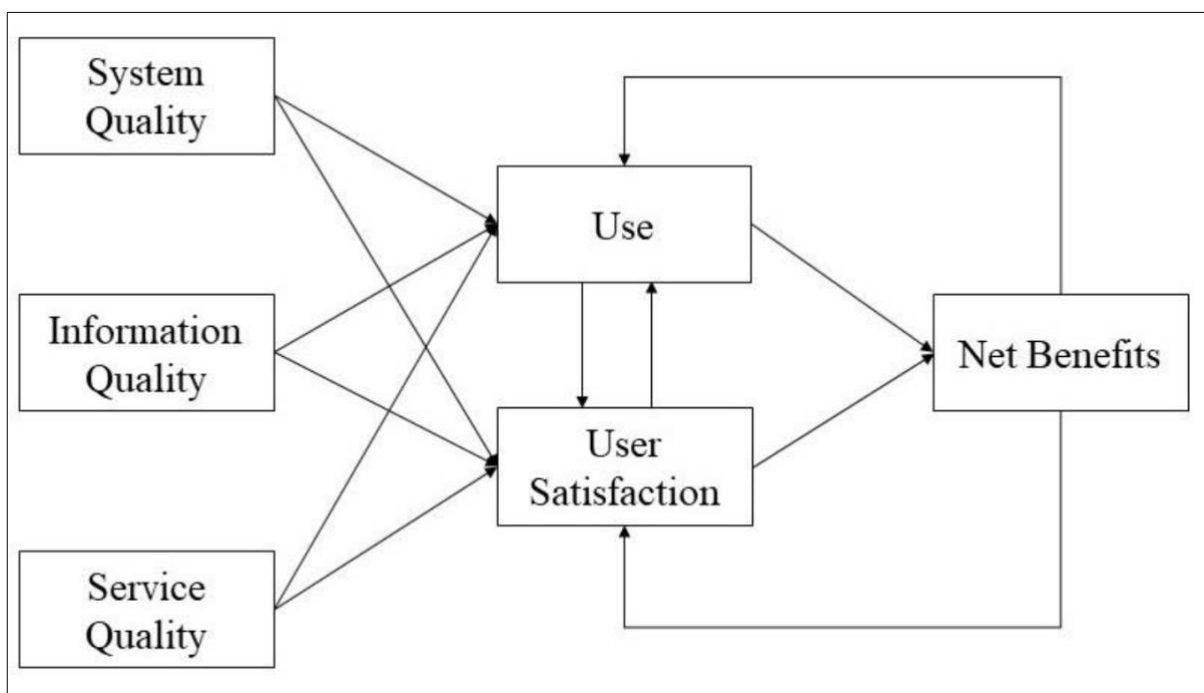 System
Quality
Use
Information
Quality
Net Benefits
User
Satisfaction
Service
Quality